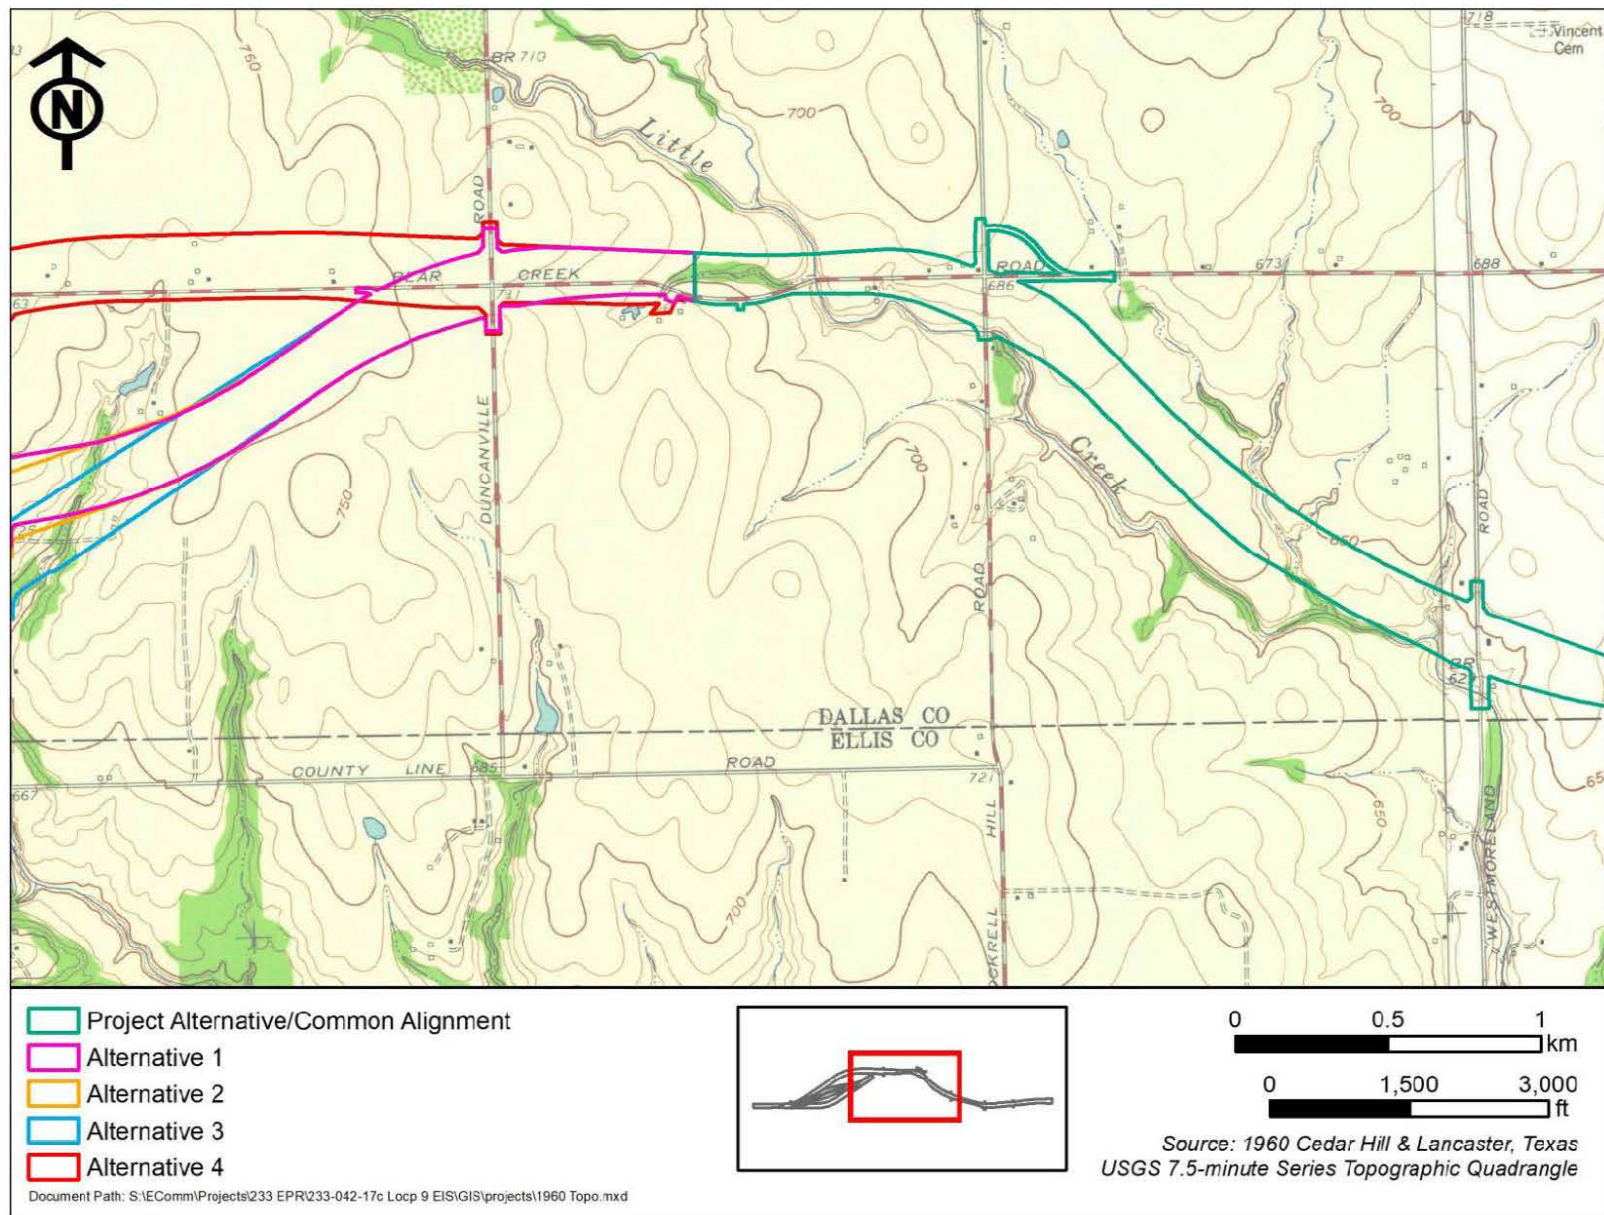 718
Vincent
Cem
BR 710
750
N
Little
700
700
ROAD
ROAD
BEAR
CREEK
673
688
686
731
63
Creek
700
750
DUNCANVILLE
ROAD
ROAD
650
BR
DALLAS CO
ELLIS CO
COUNTY LINE 685
ROAD
721
667
HILL
650
WESTMORELAND
700
Project Alternative/Common Alignment
Alternative 1
Alternative 2
Alternative 3
Alternative 4
0 0.5 1
km
0 1,500 3,000
ft
Source: 1960 Cedar Hill & Lancaster, Texas
USGS 7.5-minute Series Topographic Quadrangle
Document Path: S:\EComm\Projects\233 EPR\233-042-17c Loop 9 EIS\GIS\projects\1960 Topo.mxd